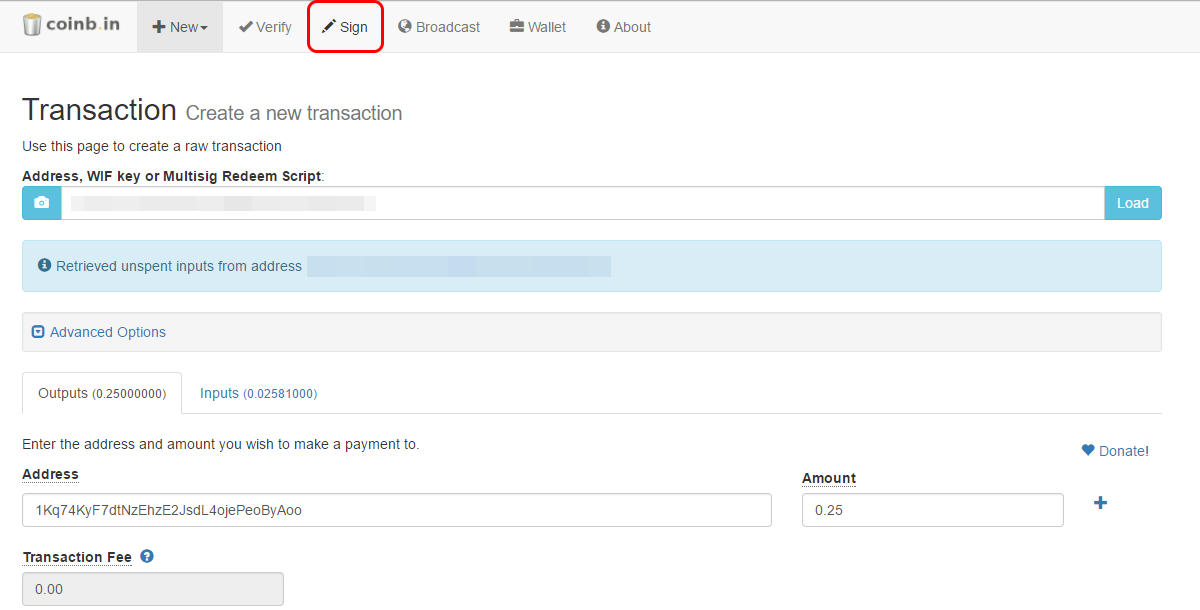 coinb.in New Verify Sign Broadcast Wallet About
Transaction Create a new transaction
Use this page to create a raw transaction
Address, WIF key or Multisig Redeem Script:
Load
Retrieved unspent inputs from address
Advanced Options
Outputs (0.25000000) Inputs (0.02581000)
Enter the address and amount you wish to make a payment to.
Donate!
Address Amount
1Kq74KyF7dtNzEhzE2JsdL4ojePeoByAoo 0.25
Transaction Fee
0.00